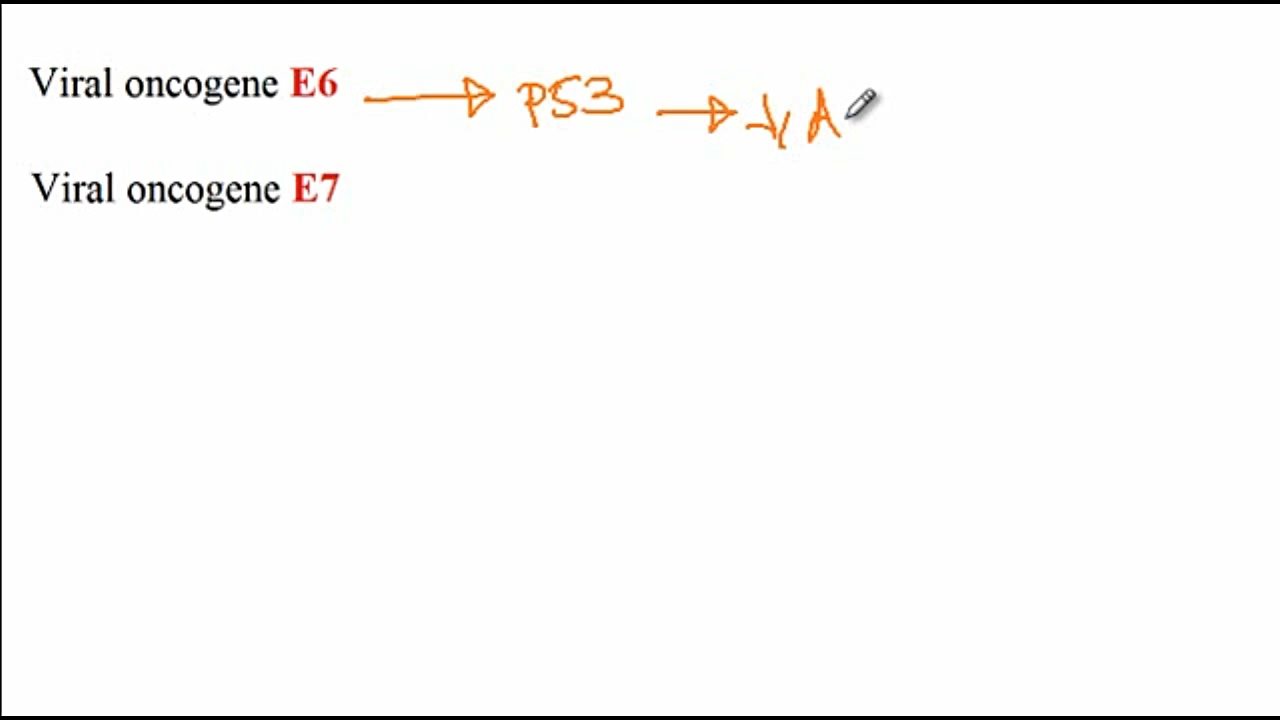 Viral oncogene E6 → p53 → ↓ A
Viral oncogene E7